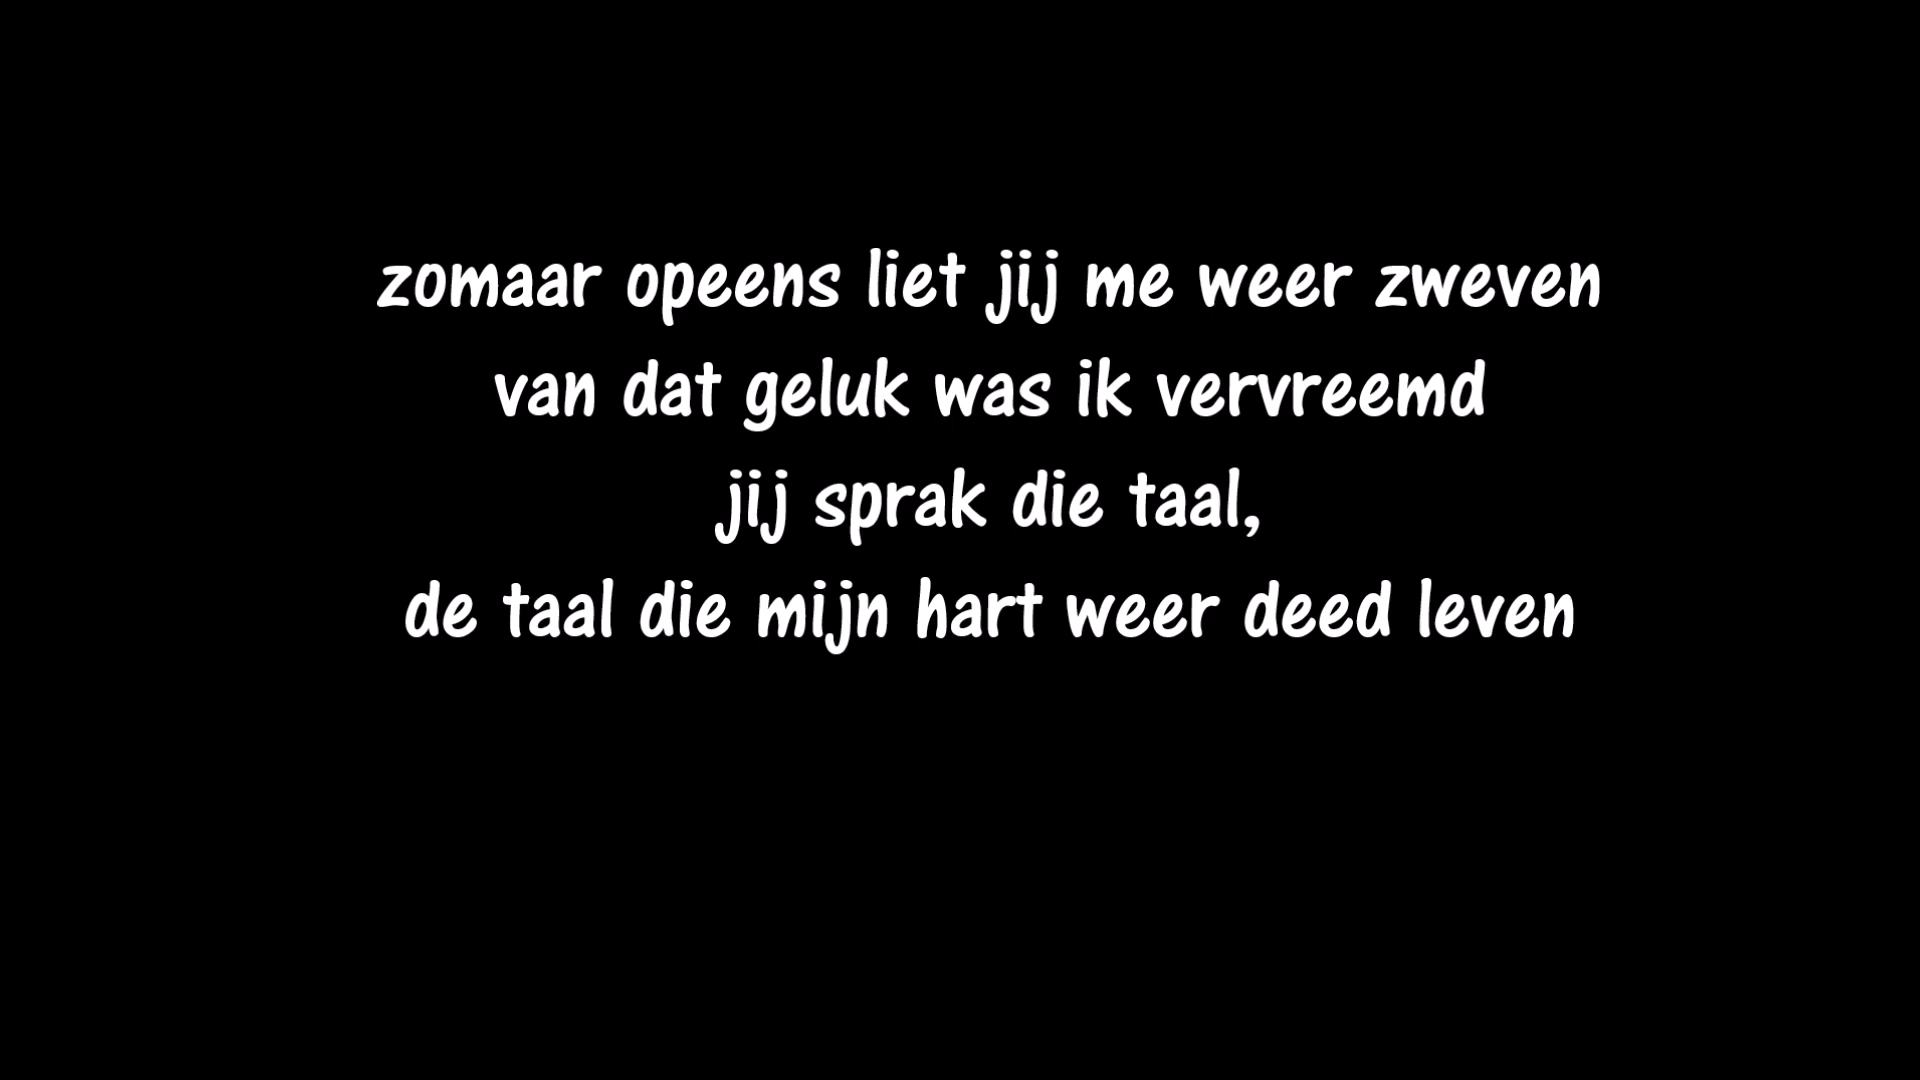 zomaar opeens liet jij me weer zweven
van dat geluk was ik vervreemd
jij sprak die taal,
de taal die mijn hart weer deed leven